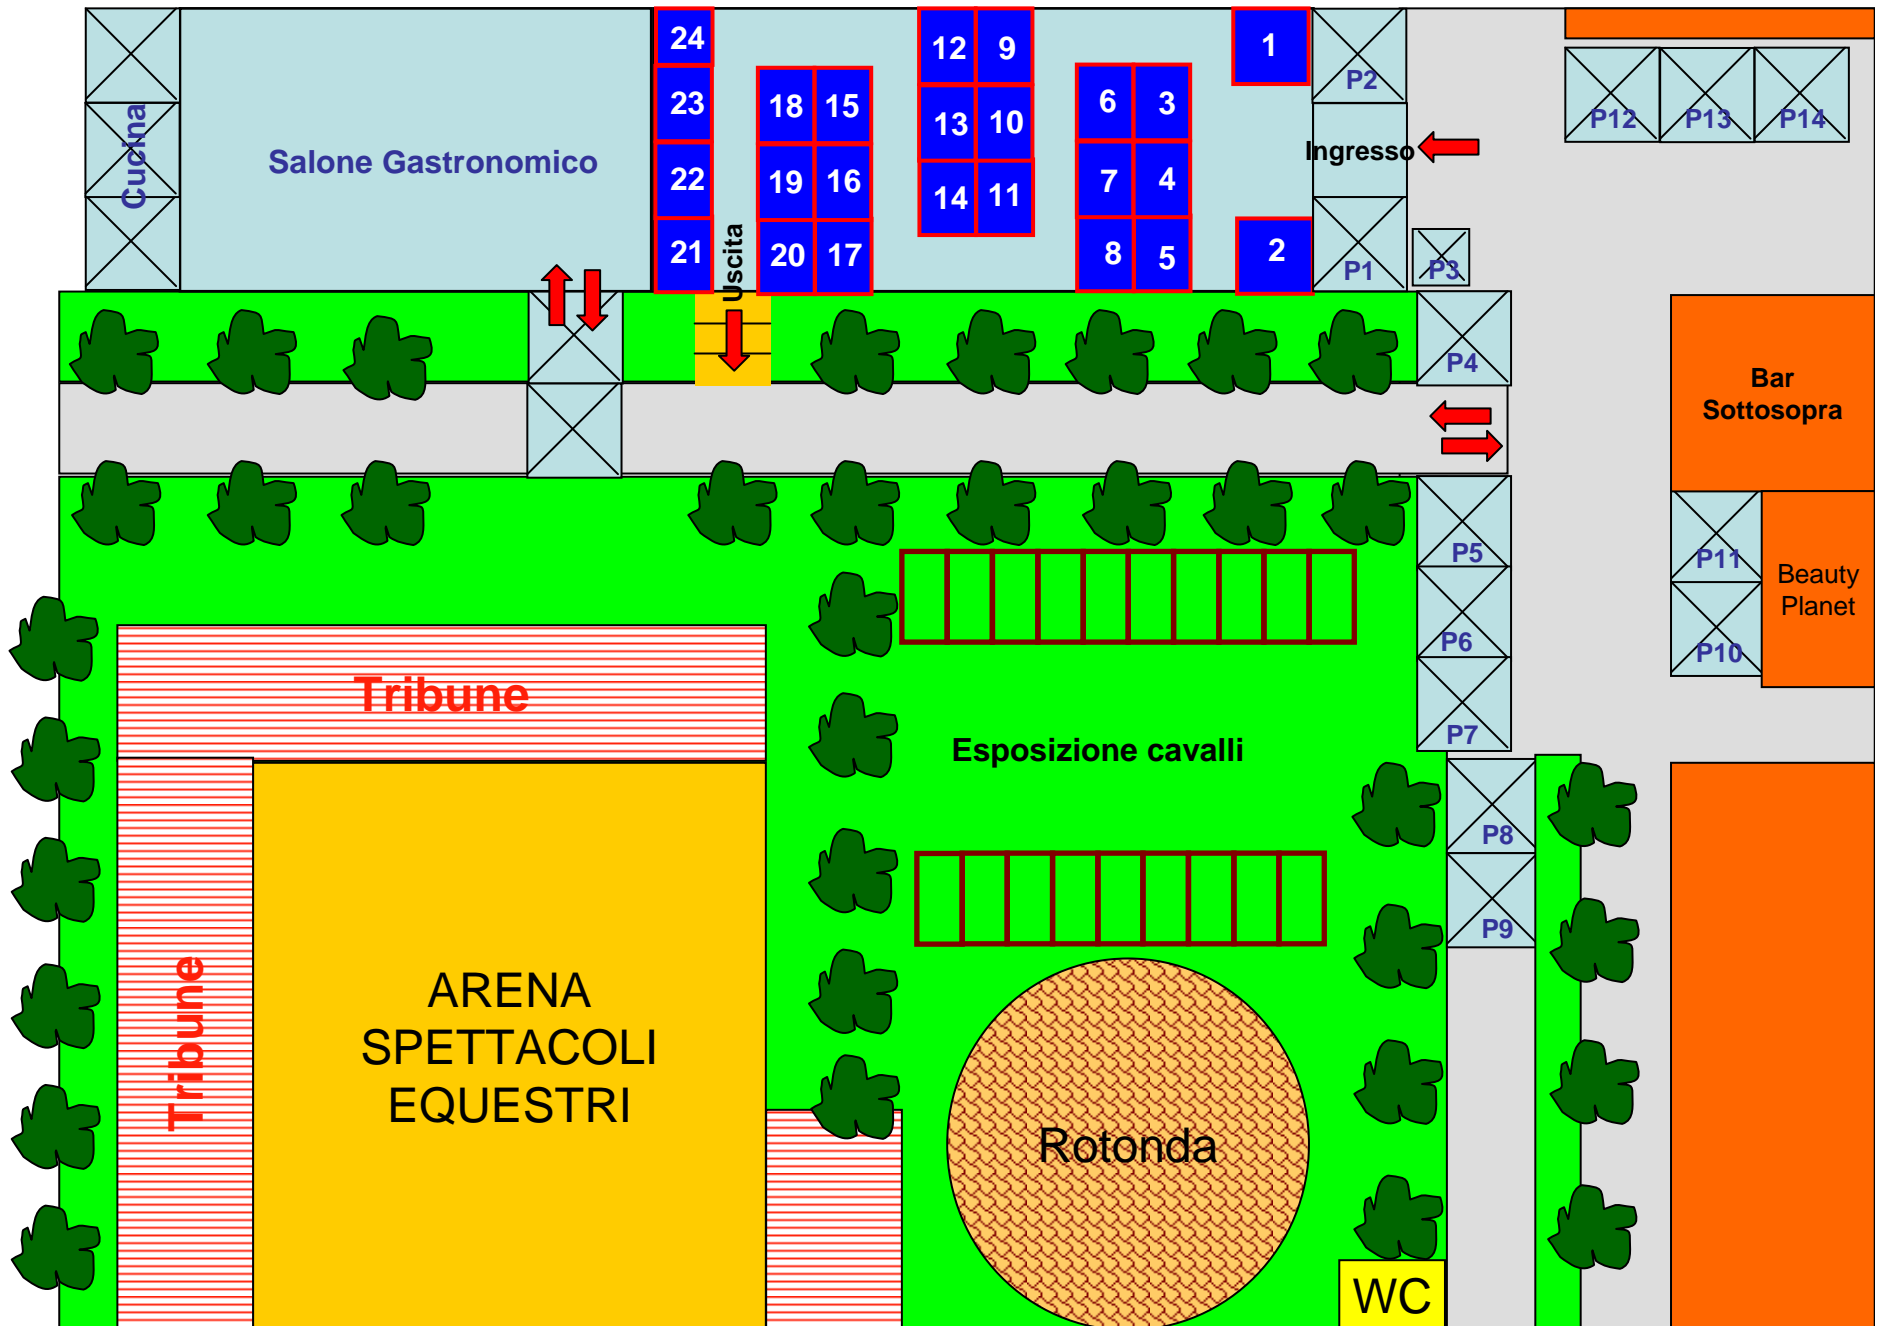 24
12
9
1
P2
23
18
15
13
10
6
3
P12
P13
P14
Cucina
Salone Gastronomico
22
19
16
14
11
7
4
Ingresso
21
Uscita
20
17
8
5
2
P1
P3
P4
Bar
Sottosopra
P5
P11
Beauty
Planet
P6
P10
Tribune
P7
Esposizione cavalli
P8
P9
Tribune
ARENA
SPETTACOLI
EQUESTRI
Rotonda
WC